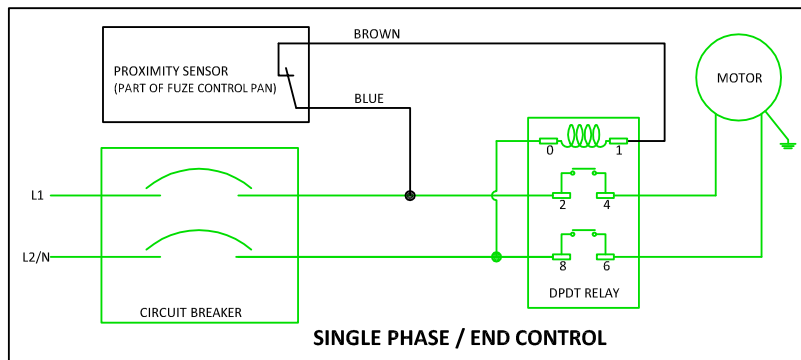 BROWN
PROXIMITY SENSOR
(PART OF FUZE CONTROL PAN)
MOTOR
BLUE
0 1
L1
2 4
L2/N
8 6
DPDT RELAY
CIRCUIT BREAKER
SINGLE PHASE / END CONTROL